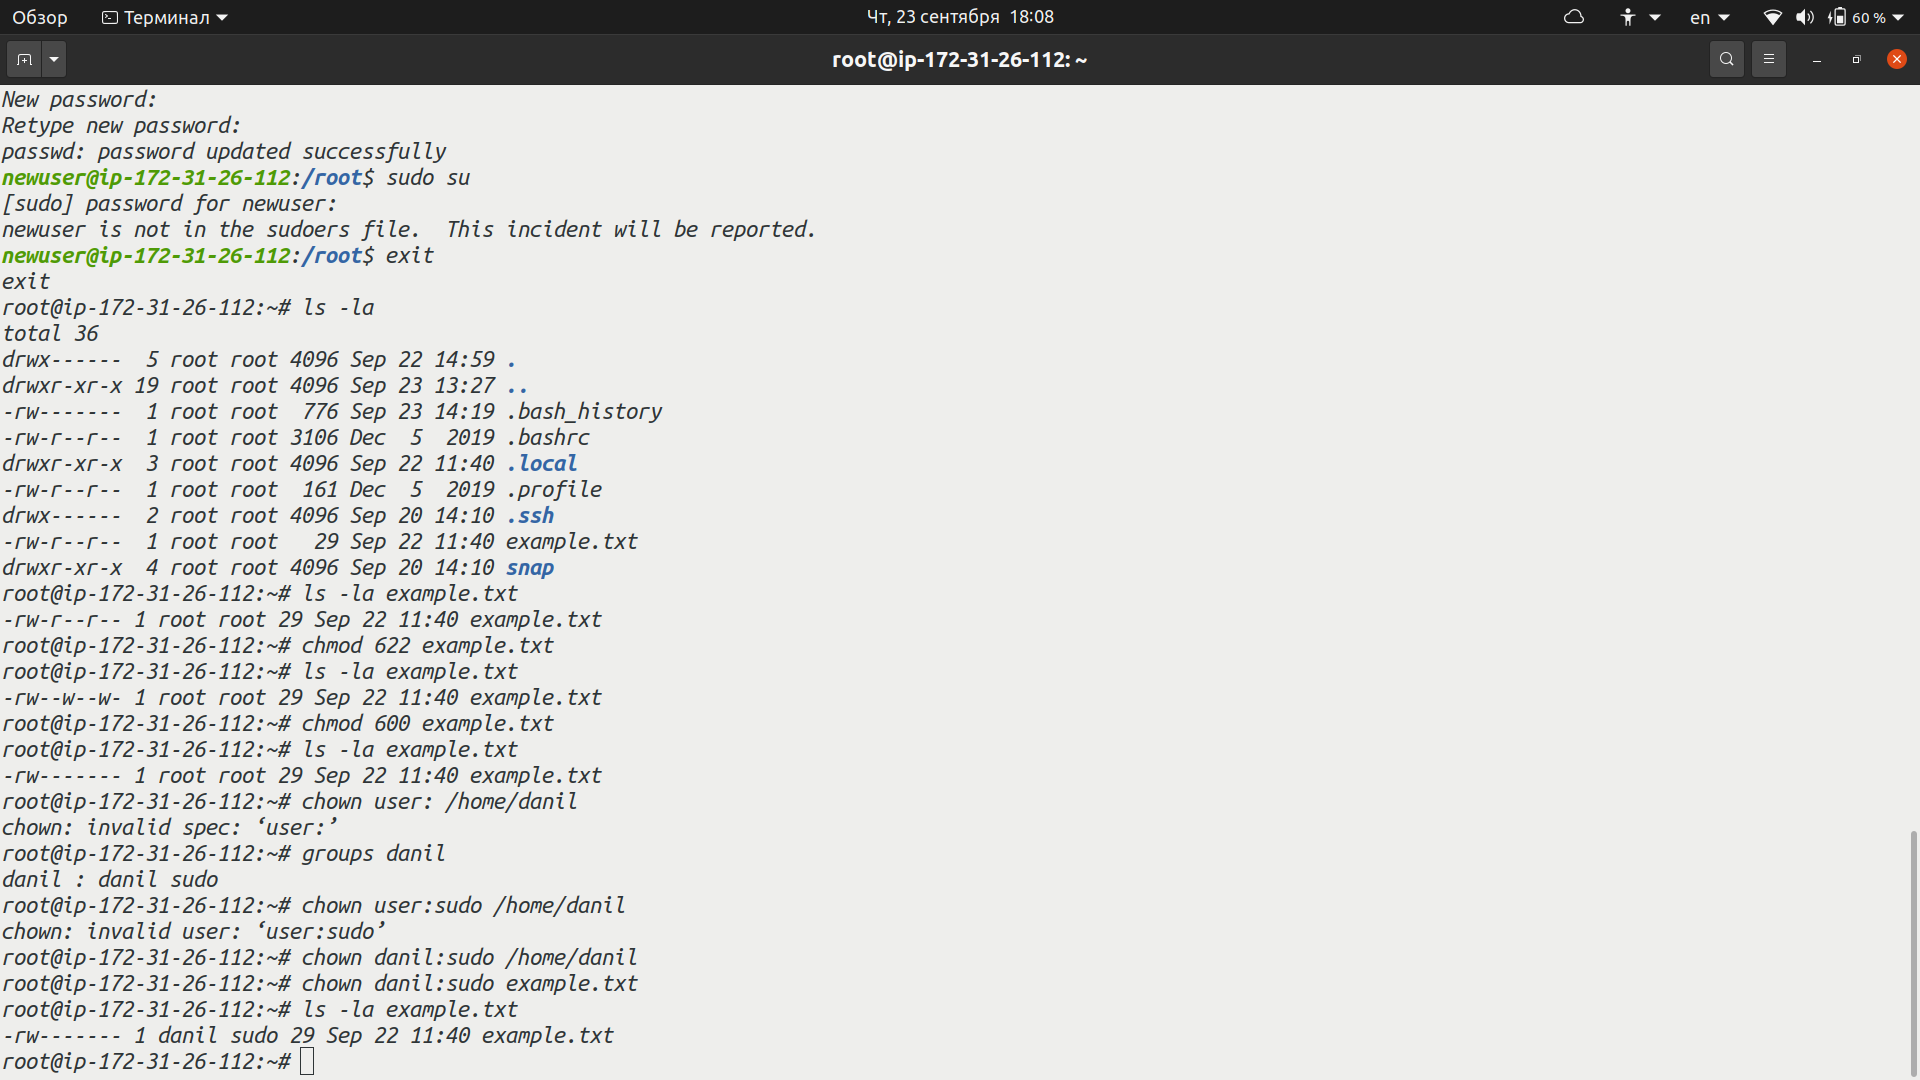 Обзор Терминал Чт, 23 сентября 18:08 en 60 %
root@ip-172-31-26-112: ~
New password:
Retype new password:
passwd: password updated successfully
newuser@ip-172-31-26-112:/root$ sudo su
[sudo] password for newuser:
newuser is not in the sudoers file.  This incident will be reported.
newuser@ip-172-31-26-112:/root$ exit
exit
root@ip-172-31-26-112:~# ls -la
total 36
drwx------  5 root root 4096 Sep 22 14:59 .
drwxr-xr-x 19 root root 4096 Sep 23 13:27 ..
-rw-------  1 root root  776 Sep 23 14:19 .bash_history
-rw-r--r--  1 root root 3106 Dec  5  2019 .bashrc
drwxr-xr-x  3 root root 4096 Sep 22 11:40 .local
-rw-r--r--  1 root root  161 Dec  5  2019 .profile
drwx------  2 root root 4096 Sep 20 14:10 .ssh
-rw-r--r--  1 root root   29 Sep 22 11:40 example.txt
drwxr-xr-x  4 root root 4096 Sep 20 14:10 snap
root@ip-172-31-26-112:~# ls -la example.txt
-rw-r--r-- 1 root root 29 Sep 22 11:40 example.txt
root@ip-172-31-26-112:~# chmod 622 example.txt
root@ip-172-31-26-112:~# ls -la example.txt
-rw--w--w- 1 root root 29 Sep 22 11:40 example.txt
root@ip-172-31-26-112:~# chmod 600 example.txt
root@ip-172-31-26-112:~# ls -la example.txt
-rw------- 1 root root 29 Sep 22 11:40 example.txt
root@ip-172-31-26-112:~# chown user: /home/danil
chown: invalid spec: ‘user:’
root@ip-172-31-26-112:~# groups danil
danil : danil sudo
root@ip-172-31-26-112:~# chown user:sudo /home/danil
chown: invalid user: ‘user:sudo’
root@ip-172-31-26-112:~# chown danil:sudo /home/danil
root@ip-172-31-26-112:~# chown danil:sudo example.txt
root@ip-172-31-26-112:~# ls -la example.txt
-rw------- 1 danil sudo 29 Sep 22 11:40 example.txt
root@ip-172-31-26-112:~#